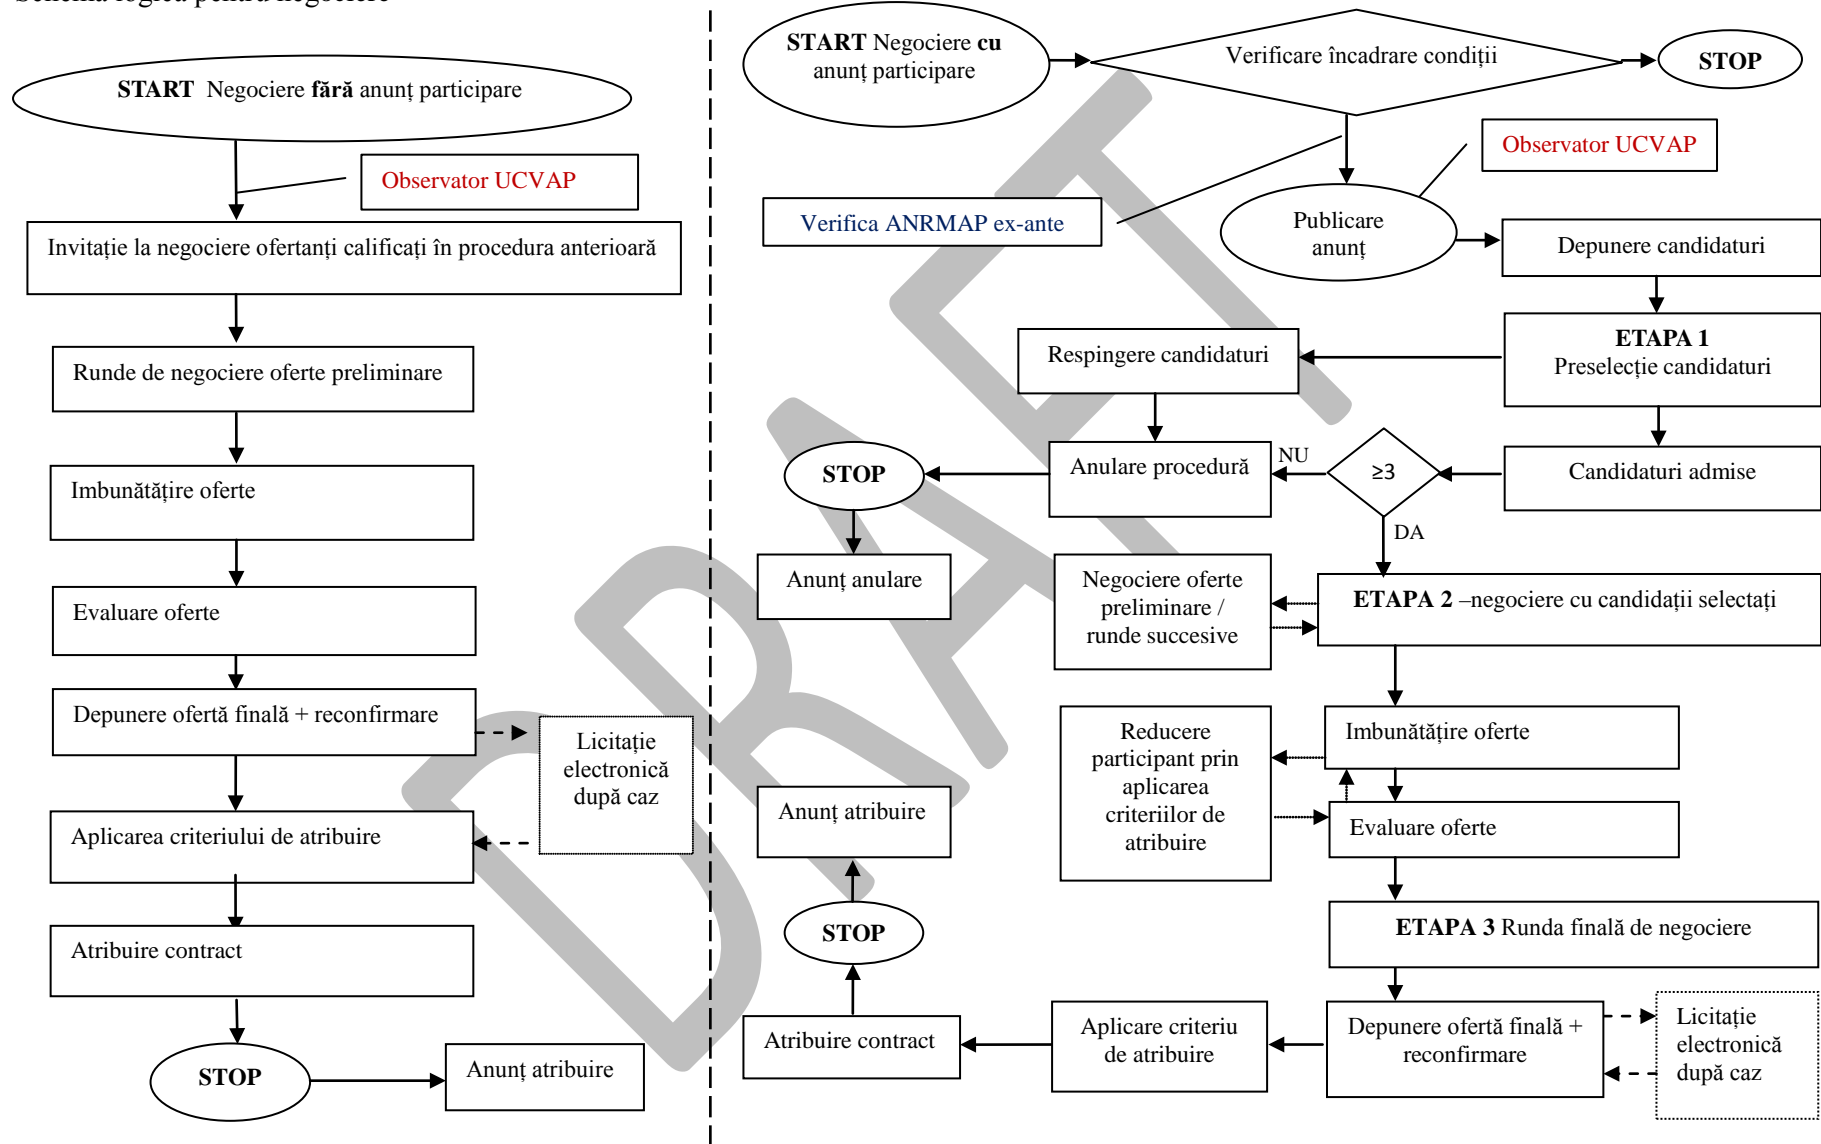 Schema logică pentru negociere
START Negociere fără anunț participare
Observator UCVAP
Invitație la negociere ofertanți calificați în procedura anterioară
Runde de negociere oferte preliminare
Imbunătățire oferte
Evaluare oferte
Depunere ofertă finală + reconfirmare
Licitație
electronică
după caz
Aplicarea criteriului de atribuire
Atribuire contract
STOP
Anunț atribuire
START Negociere cu
anunț participare
Verificare încadrare condiții
STOP
Observator UCVAP
Verifica ANRMAP ex-ante
Publicare
anunț
Depunere candidaturi
ETAPA 1
Preselecție candidaturi
Respingere candidaturi
Candidaturi admise
≥3
NU
DA
Anulare procedură
STOP
Anunț anulare
Negociere oferte
preliminare /
runde succesive
ETAPA 2 –negociere cu candidații selectați
Imbunătățire oferte
Reducere
participant prin
aplicarea
criteriilor de
atribuire
Evaluare oferte
ETAPA 3 Runda finală de negociere
Depunere ofertă finală +
reconfirmare
Licitație
electronică
după caz
Aplicare criteriu
de atribuire
Atribuire contract
STOP
Anunț atribuire
DRAFT